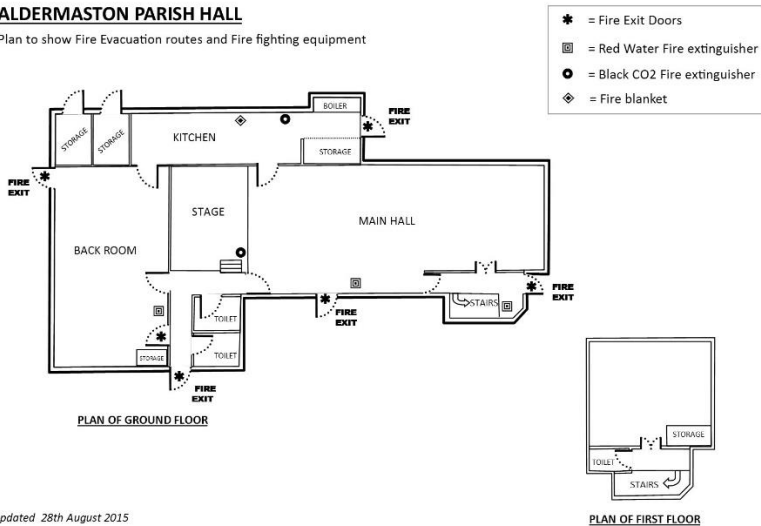 ALDERMASTON PARISH HALL
Plan to show Fire Evacuation routes and Fire fighting equipment
= Fire Exit Doors
= Red Water Fire extinguisher
= Black CO2 Fire extinguisher
= Fire blanket
BOILER
FIRE
EXIT
STORAGE
STORAGE
KITCHEN
STORAGE
FIRE
EXIT
STAGE
MAIN HALL
BACK ROOM
STAIRS
FIRE
EXIT
TOILET
FIRE
EXIT
TOILET
STORAGE
FIRE
EXIT
PLAN OF GROUND FLOOR
STORAGE
TOILET
STAIRS
PLAN OF FIRST FLOOR
pdated 28th August 2015